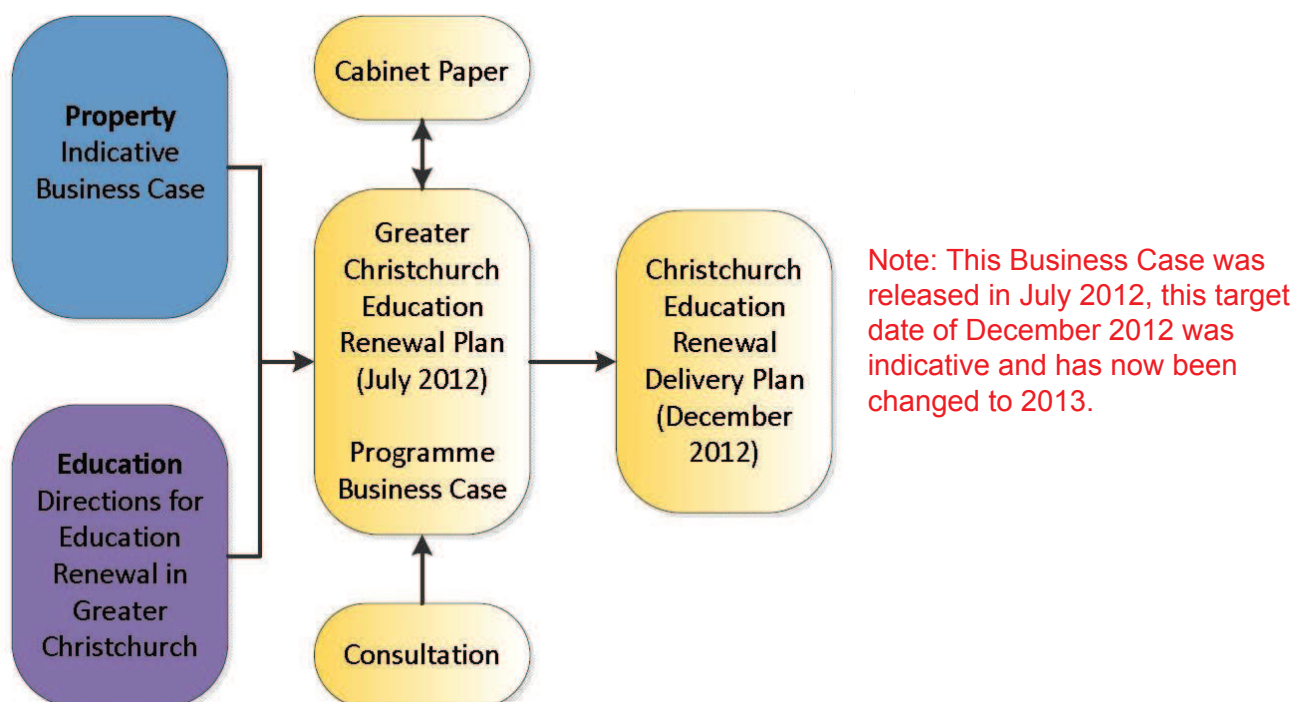 Property
Indicative
Business Case
Education
Directions for
Education
Renewal in
Greater
Christchurch
Cabinet Paper
Greater
Christchurch
Education
Renewal Plan
(July 2012)
Programme
Business Case
Consultation
Christchurch
Education
Renewal
Delivery Plan
(December
2012)
Note: This Business Case was
released in July 2012, this target
date of December 2012 was
indicative and has now been
changed to 2013.